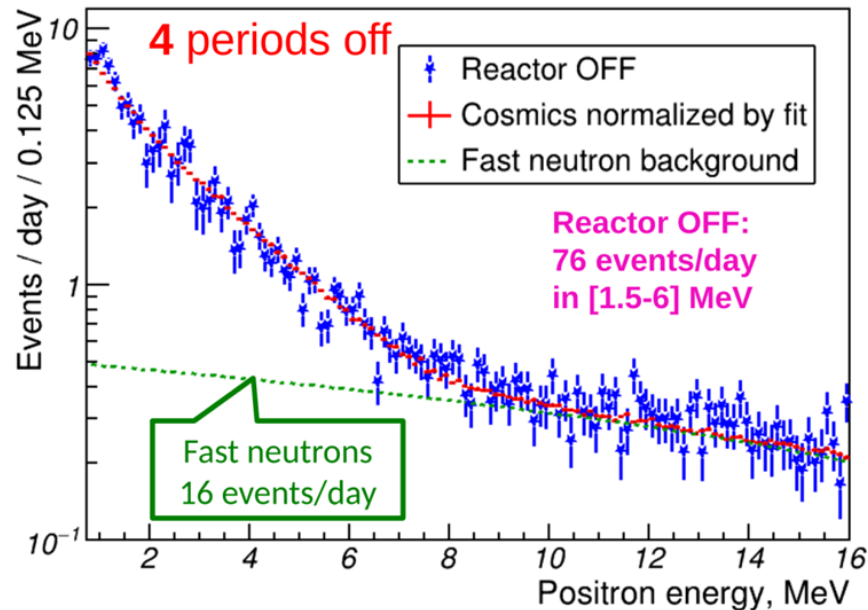 4 periods off
Reactor OFF
Cosmics normalized by fit
Fast neutron background
Reactor OFF:
76 events/day
in [1.5-6] MeV
Fast neutrons
16 events/day
Events / day / 0.125 MeV
10
1
10⁻¹
2 4 6 8 10 12 14 16
Positron energy, MeV